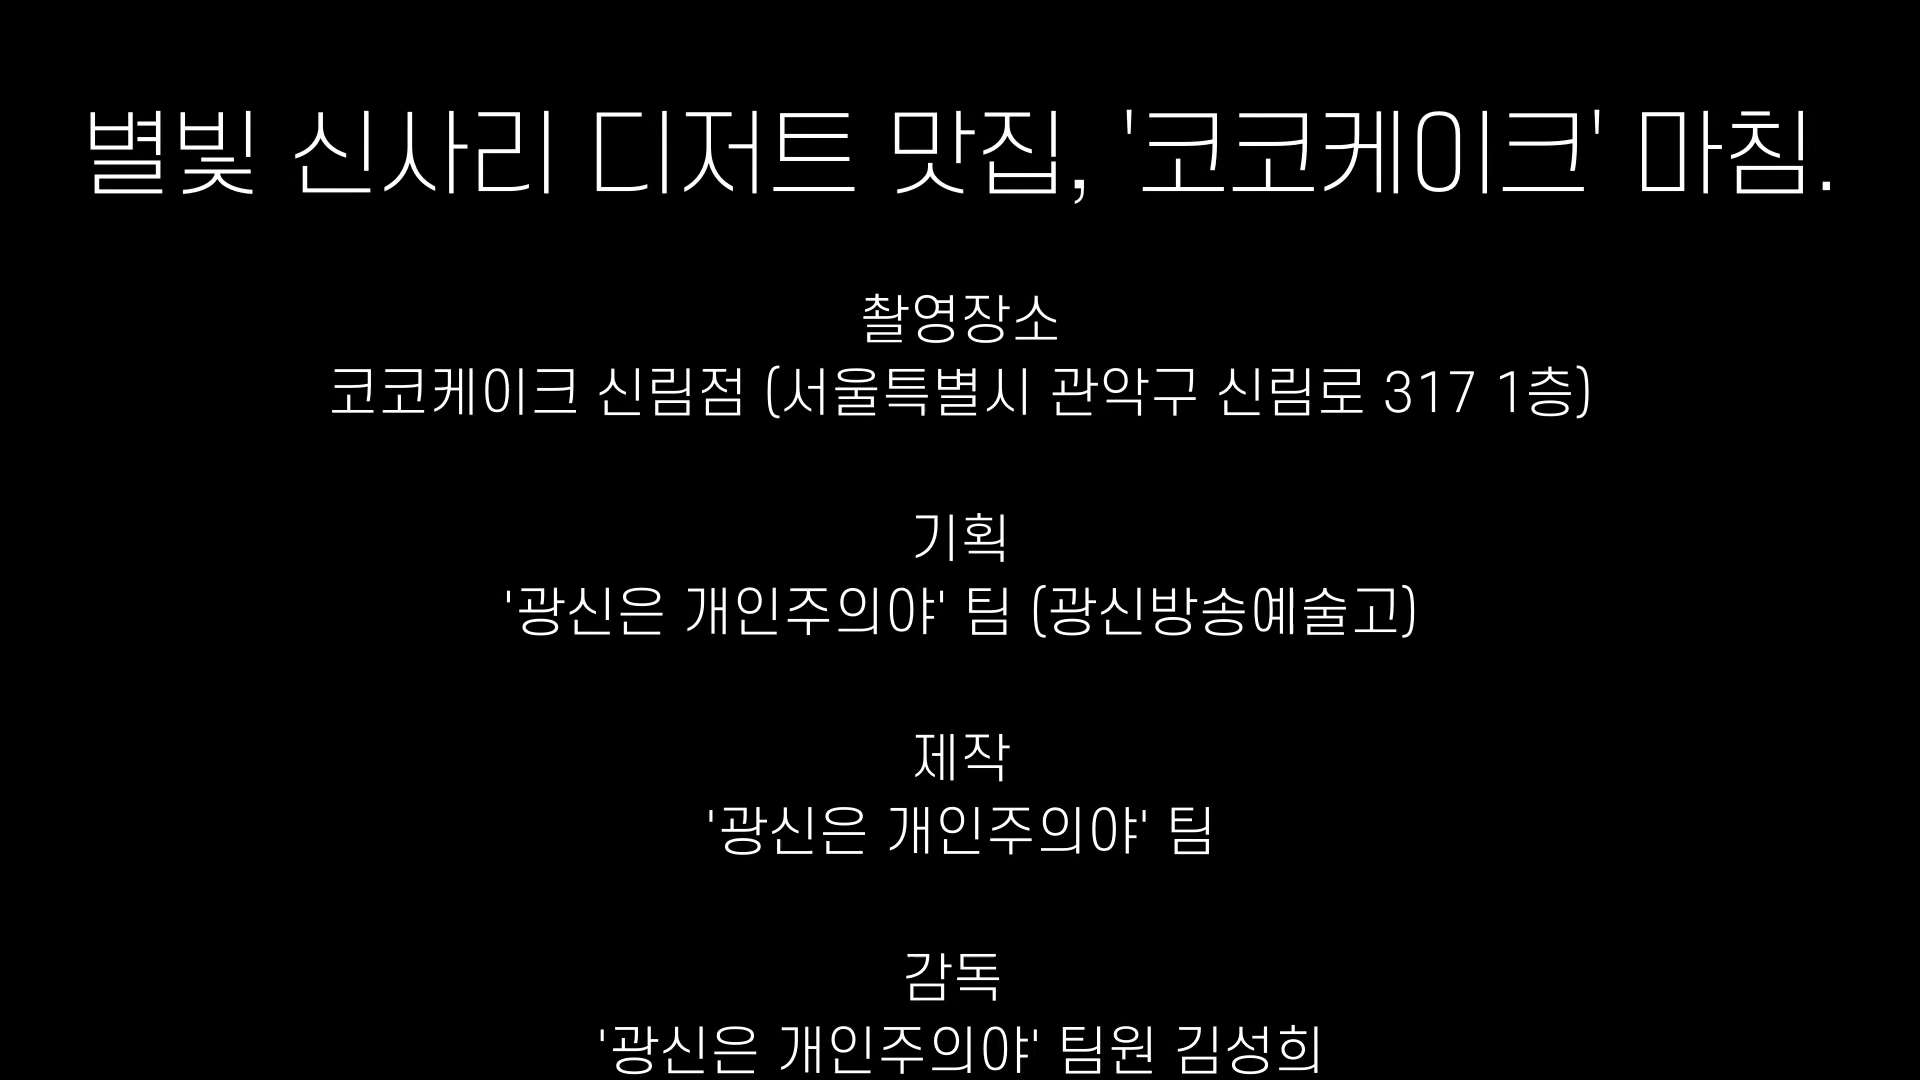 별빛 신사리 디저트 맛집, '코코케이크' 마침.
촬영장소
코코케이크 신림점 (서울특별시 관악구 신림로 317 1층)
기획
'광신은 개인주의야' 팀 (광신방송예술고)
제작
'광신은 개인주의야' 팀
감독
'광신은 개인주의야' 팀원 김성희